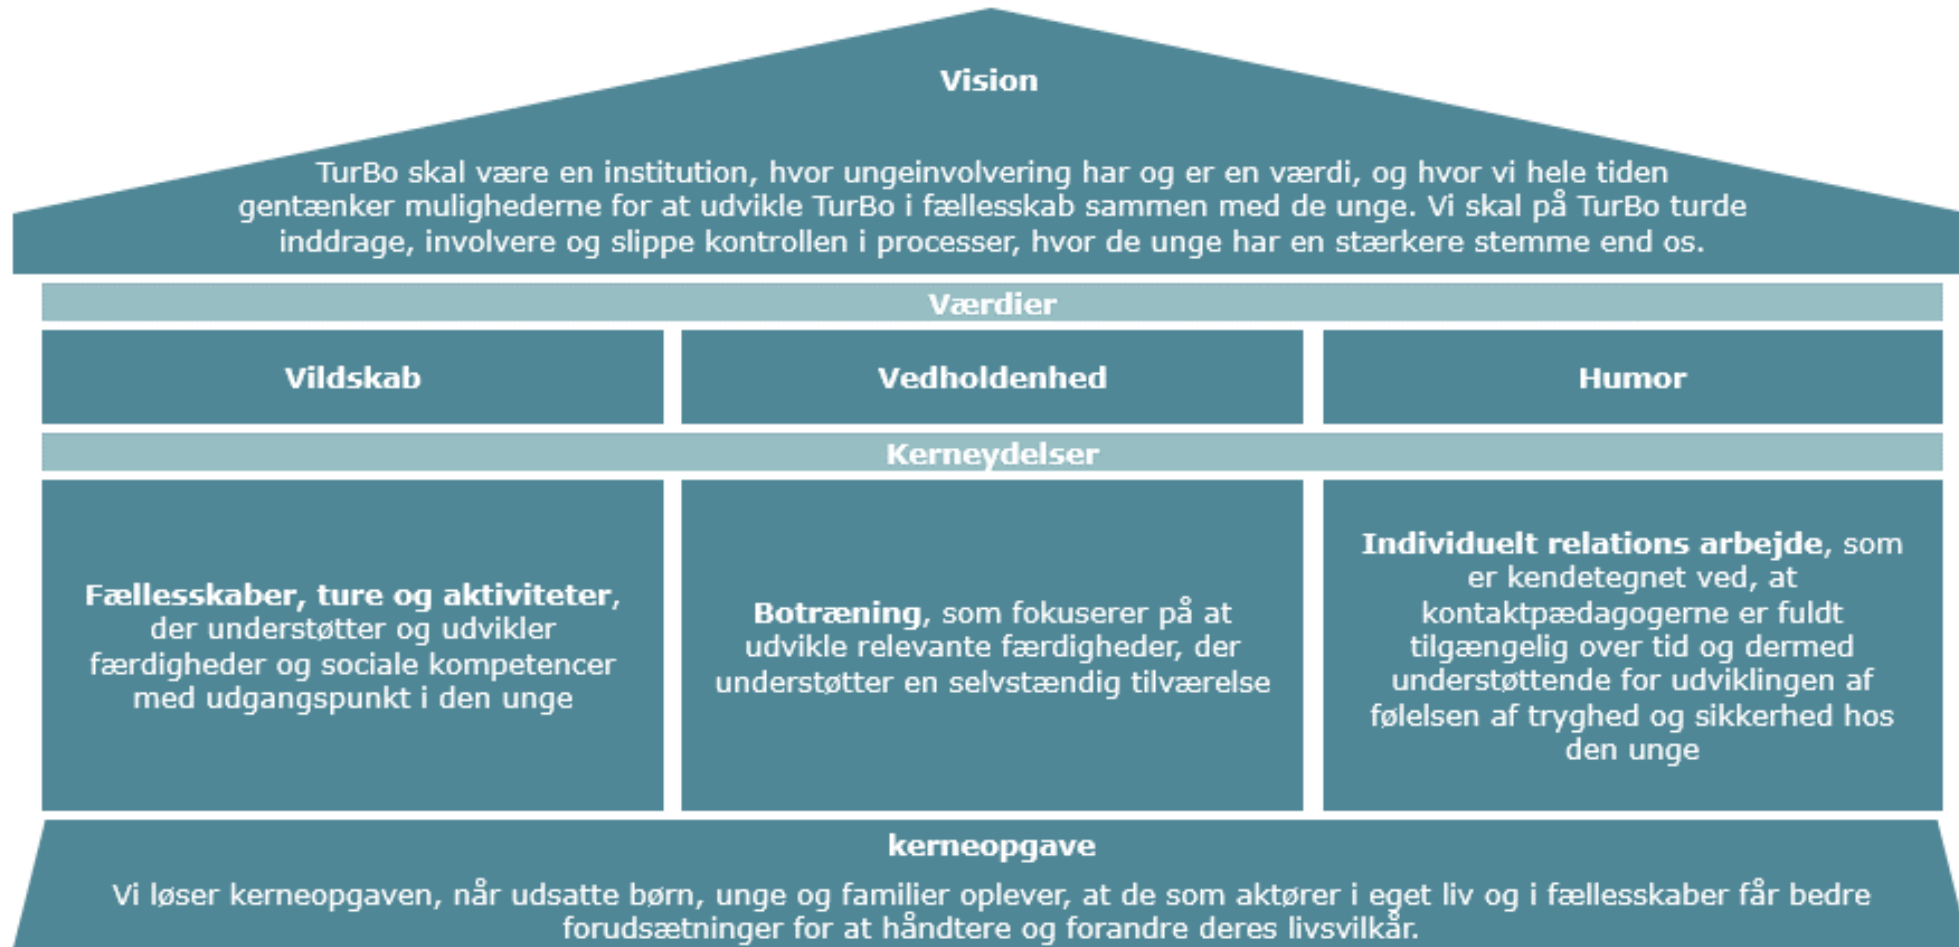 Vision
TurBo skal være en institution, hvor ungeinvolvering har og er en værdi, og hvor vi hele tiden
gentænker mulighederne for at udvikle TurBo i fællesskab sammen med de unge. Vi skal på TurBo turde
inddrage, involvere og slippe kontrollen i processer, hvor de unge har en stærkere stemme end os.
Værdier
Vildskab
Vedholdenhed
Humor
Kerneydelser
Fællesskaber, ture og aktiviteter,
der understøtter og udvikler
færdigheder og sociale kompetencer
med udgangspunkt i den unge
Botræning, som fokuserer på at
udvikle relevante færdigheder, der
understøtter en selvstændig tilværelse
Individuelt relations arbejde, som
er kendetegnet ved, at
kontaktpædagogerne er fuldt
tilgængelig over tid og dermed
understøttende for udviklingen af
følelsen af tryghed og sikkerhed hos
den unge
kerneopgave
Vi løser kerneopgaven, når udsatte børn, unge og familier oplever, at de som aktører i eget liv og i fællesskaber får bedre
forudsætninger for at håndtere og forandre deres livsvilkår.